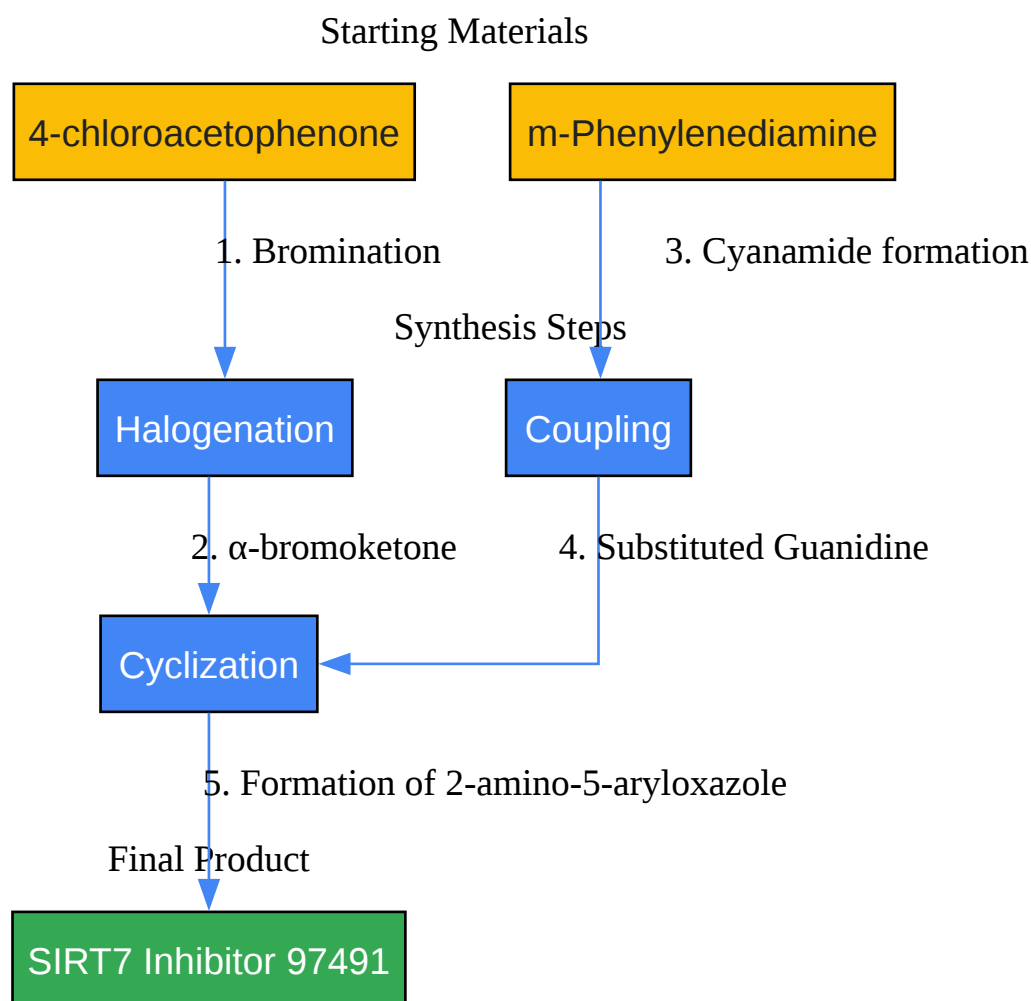 Starting Materials
4-chloroacetophenone
m-Phenylenediamine
1. Bromination
3. Cyanamide formation
Synthesis Steps
Halogenation
Coupling
2. α-bromoketone
4. Substituted Guanidine
Cyclization
5. Formation of 2-amino-5-aryloxazole
Final Product
SIRT7 Inhibitor 97491